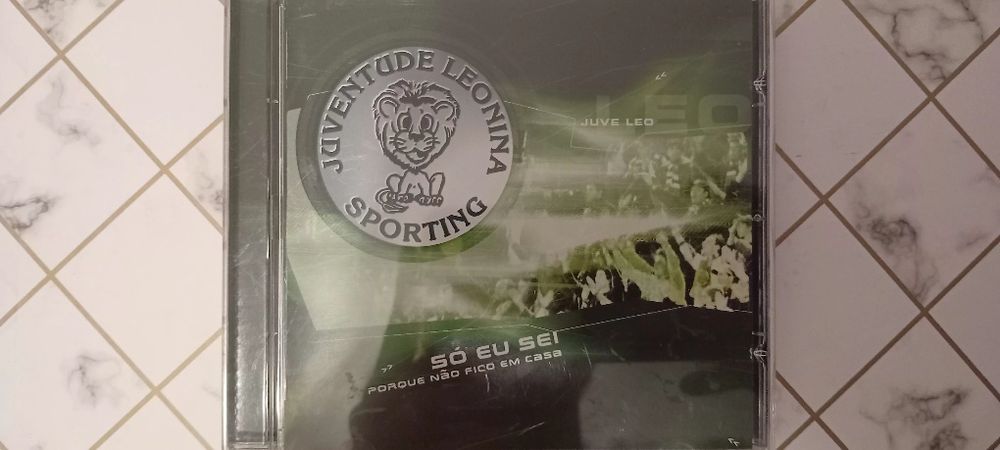 JUVENTUDE LEONINA
SPORTING
LEO
JUVE LEO
SÓ EU SEI
PORQUE NÃO FICO EM CASA